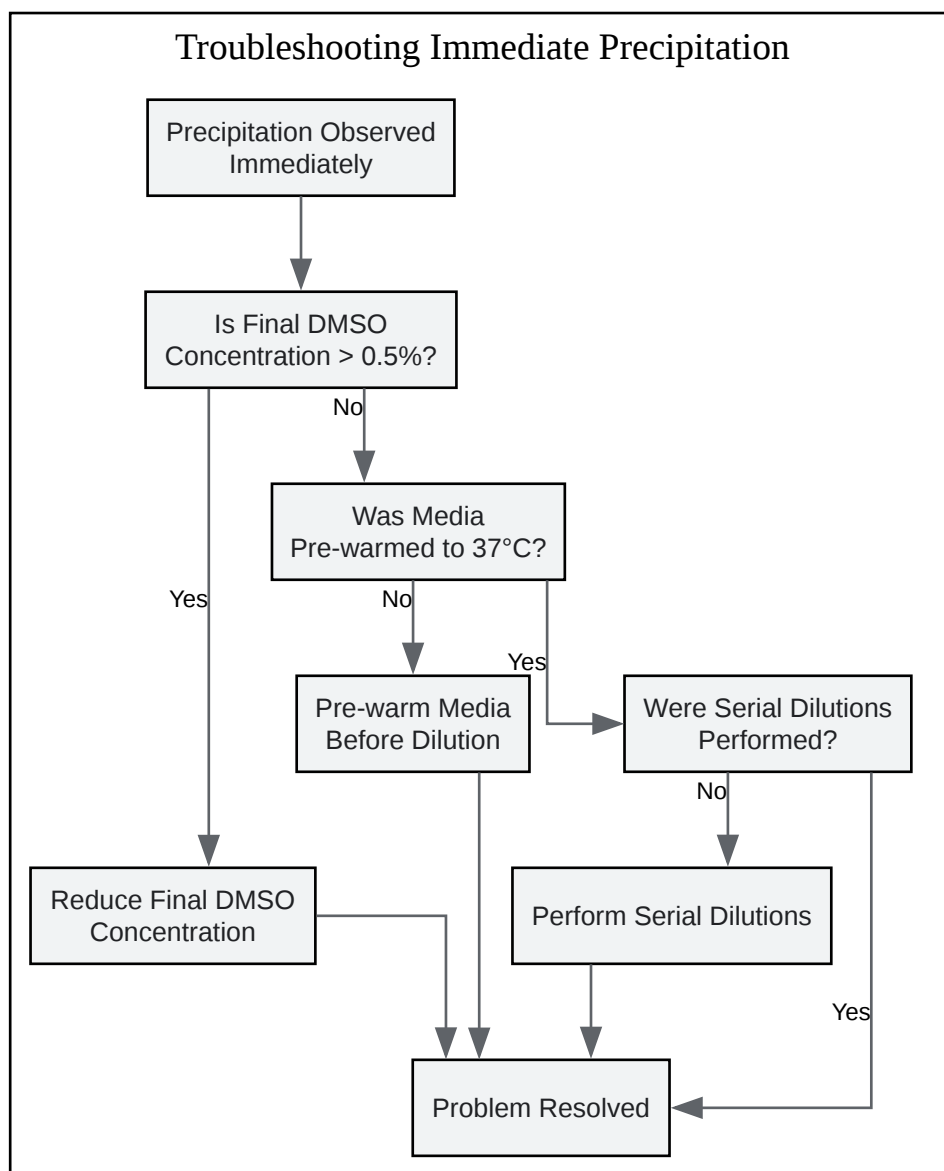 Troubleshooting Immediate Precipitation
Precipitation Observed
Immediately
Is Final DMSO
Concentration > 0.5%?
No
Was Media
Pre-warmed to 37°C?
Yes
No
Yes
Pre-warm Media
Before Dilution
Were Serial Dilutions
Performed?
No
Reduce Final DMSO
Concentration
Perform Serial Dilutions
Yes
Problem Resolved